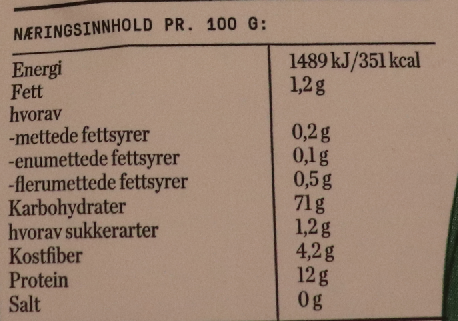 NÆRINGSINNHOLD PR. 100 G:
Energi 1489 kJ/351 kcal
Fett 1,2 g
hvorav
-mettede fettsyrer 0,2 g
-enumettede fettsyrer 0,1 g
-flerumettede fettsyrer 0,5 g
Karbohydrater 71 g
hvorav sukkerarter 1,2 g
Kostfiber 4,2 g
Protein 12 g
Salt 0 g